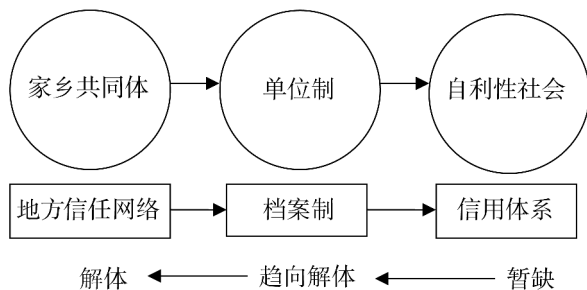 家乡共同体 单位制 自利性社会
地方信任网络 档案制 信用体系
解体 趋向解体 暂缺